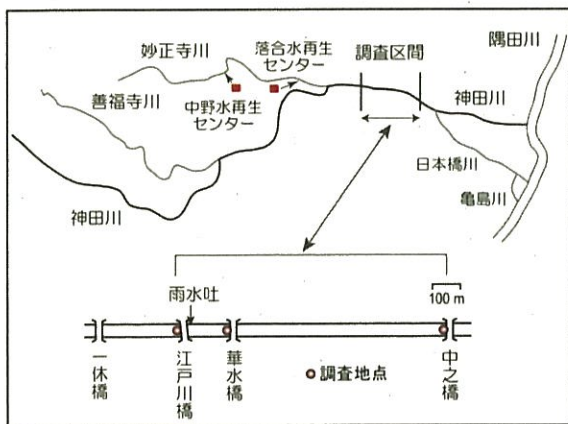 妙正寺川
落合水再生
センター
調査区間
隅田川
善福寺川
中野水再生
センター
神田川
日本橋川
亀島川
神田川
雨水吐
100 m
一休橋
江戸川橋
華水橋
調査地点
中之橋